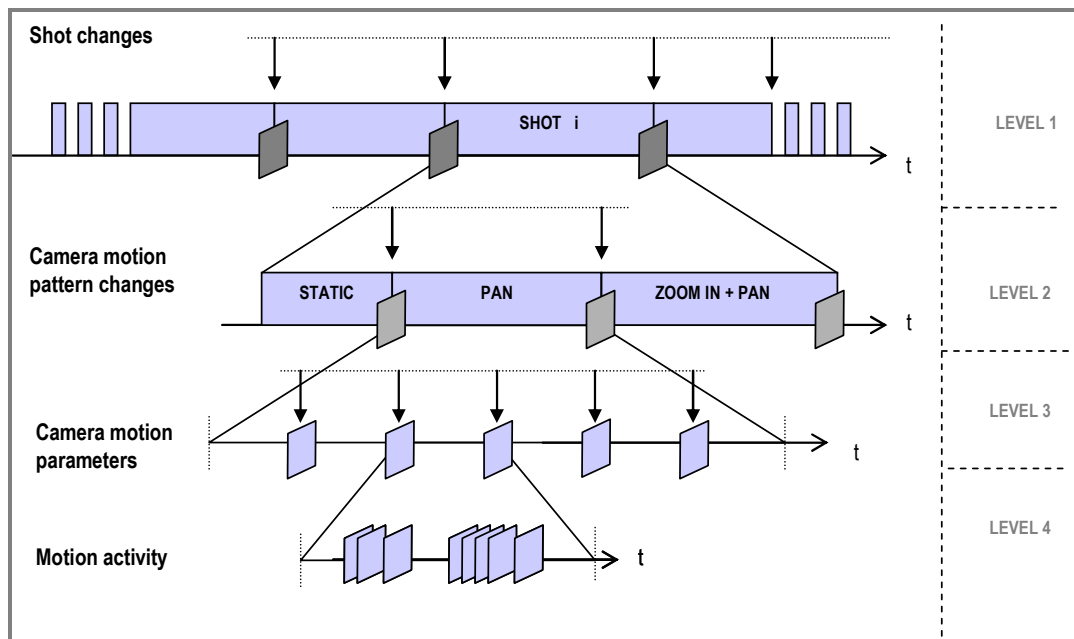 Shot changes
SHOT i
LEVEL 1
t
Camera motion
pattern changes
STATIC
PAN
ZOOM IN + PAN
LEVEL 2
t
LEVEL 3
Camera motion
parameters
t
LEVEL 4
Motion activity
t